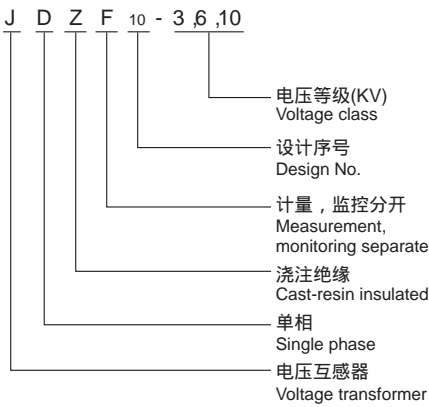 J D Z F 10 - 3,6,10
电压等级(KV)
Voltage class
设计序号
Design No.
计量，监控分开
Measurement,
monitoring separate
浇注绝缘
Cast-resin insulated
单相
Single phase
电压互感器
Voltage transformer